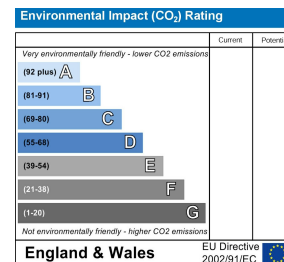 Environmental Impact (CO₂) Rating
Current Potenti
Very environmentally friendly - lower CO2 emissions
(92 plus) A
(81-91) B
(69-80) C
(55-68) D
(39-54) E
(21-38) F
(1-20) G
Not environmentally friendly - higher CO2 emissions
England & Wales
EU Directive
2002/91/EC